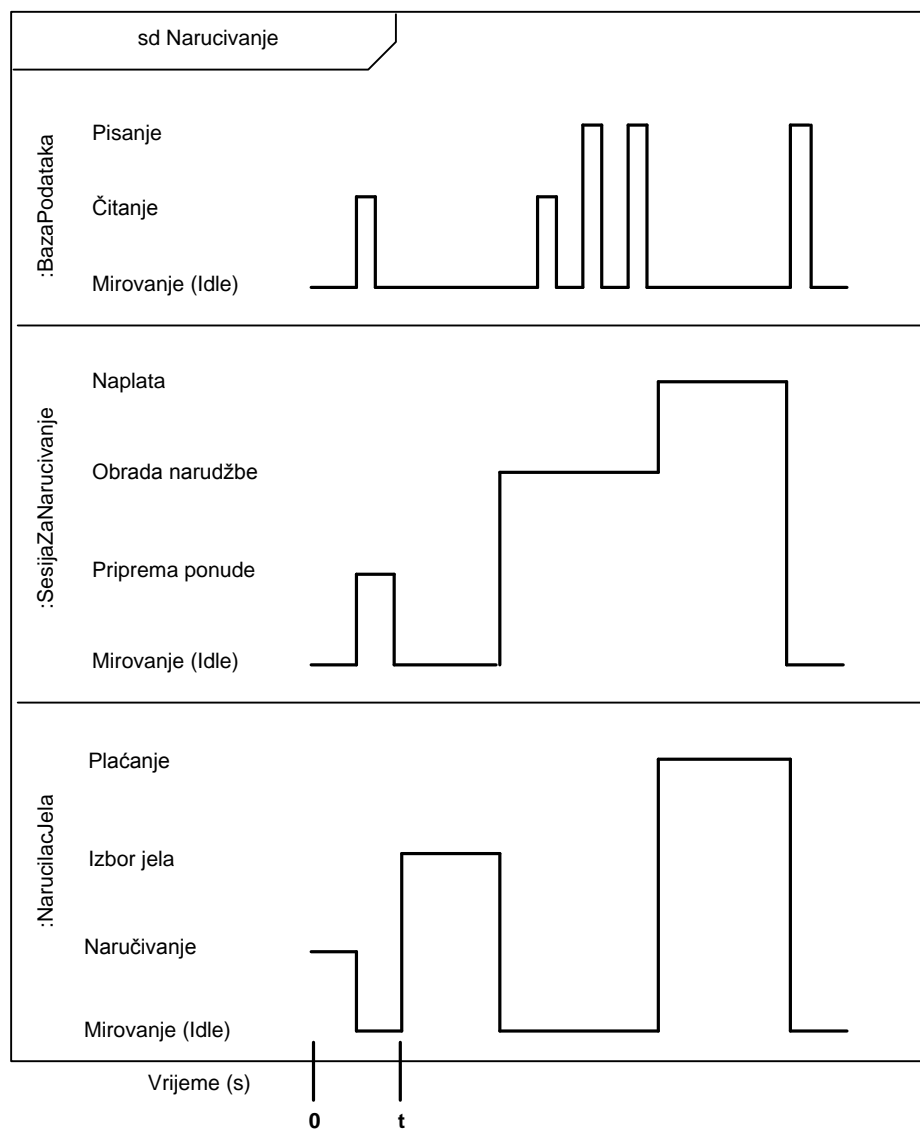 sd Narucivanje
:BazaPodataka
Pisanje
Čitanje
Mirovanje (Idle)
:SesijaZaNarucivanje
Naplata
Obrada narudžbe
Priprema ponude
Mirovanje (Idle)
:NarucilacJela
Plaćanje
Izbor jela
Naručivanje
Mirovanje (Idle)
Vrijeme (s)
0
t